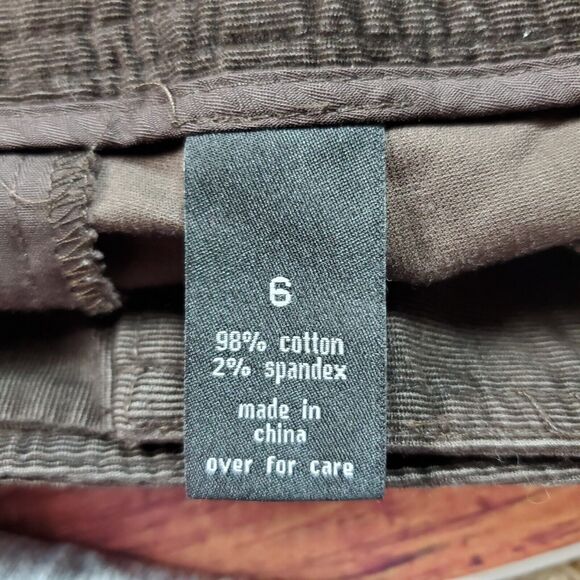 6
98% cotton
2% spandex
made in
china
over for care